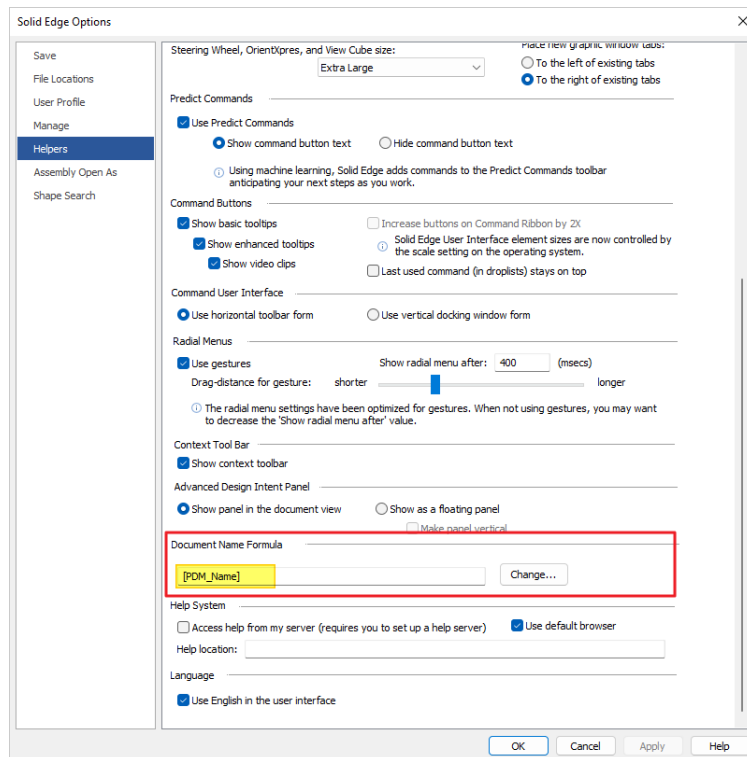 Solid Edge Options
Save
File Locations
User Profile
Manage
Helpers
Assembly Open As
Shape Search
Steering Wheel, OrientXpres, and View Cube size:
Extra Large
Place new graphic window tabs:
To the left of existing tabs
To the right of existing tabs
Predict Commands
Use Predict Commands
Show command button text
Hide command button text
Using machine learning, Solid Edge adds commands to the Predict Commands toolbar
anticipating your next steps as you work.
Command Buttons
Show basic tooltips
Show enhanced tooltips
Show video clips
Increase buttons on Command Ribbon by 2X
Solid Edge User Interface element sizes are now controlled by
the scale setting on the operating system.
Last used command (in droplists) stays on top
Command User Interface
Use horizontal toolbar form
Use vertical docking window form
Radial Menus
Use gestures
Show radial menu after: 400 (msecs)
Drag-distance for gesture: shorter longer
The radial menu settings have been optimized for gestures. When not using gestures, you may want
to decrease the 'Show radial menu after' value.
Context Tool Bar
Show context toolbar
Advanced Design Intent Panel
Show panel in the document view
Show as a floating panel
Make panel vertical
Document Name Formula
[PDM_Name]
Change...
Help System
Access help from my server (requires you to set up a help server)
Use default browser
Help location:
Language
Use English in the user interface
OK
Cancel
Apply
Help